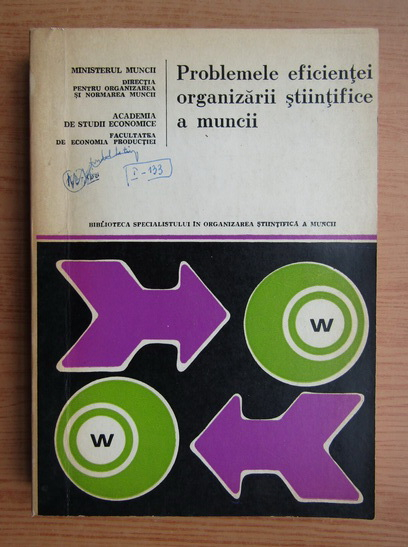 MINISTERUL MUNCII
DIRECȚIA
PENTRU ORGANIZAREA
ȘI NORMAREA MUNCII
ACADEMIA
DE STUDII ECONOMICE
FACULTATEA
DE ECONOMIA PRODUCȚIEI
Problemele eficienței
organizării științifice
a muncii
I-133
BIBLIOTECA SPECIALISTULUI ÎN ORGANIZAREA ȘTIINȚIFICĂ A MUNCII
W
W